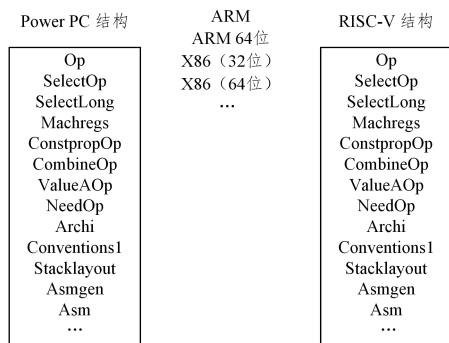 Power PC 结构
Op
SelectOp
SelectLong
Machregs
ConstpropOp
CombineOp
ValueAOp
NeedOp
Archi
Conventions1
Stacklayout
Asmgen
Asm
…
ARM
ARM 64位
X86（32位）
X86（64位）
…
RISC-V 结构
Op
SelectOp
SelectLong
Machregs
ConstpropOp
CombineOp
ValueAOp
NeedOp
Archi
Conventions1
Stacklayout
Asmgen
Asm
…